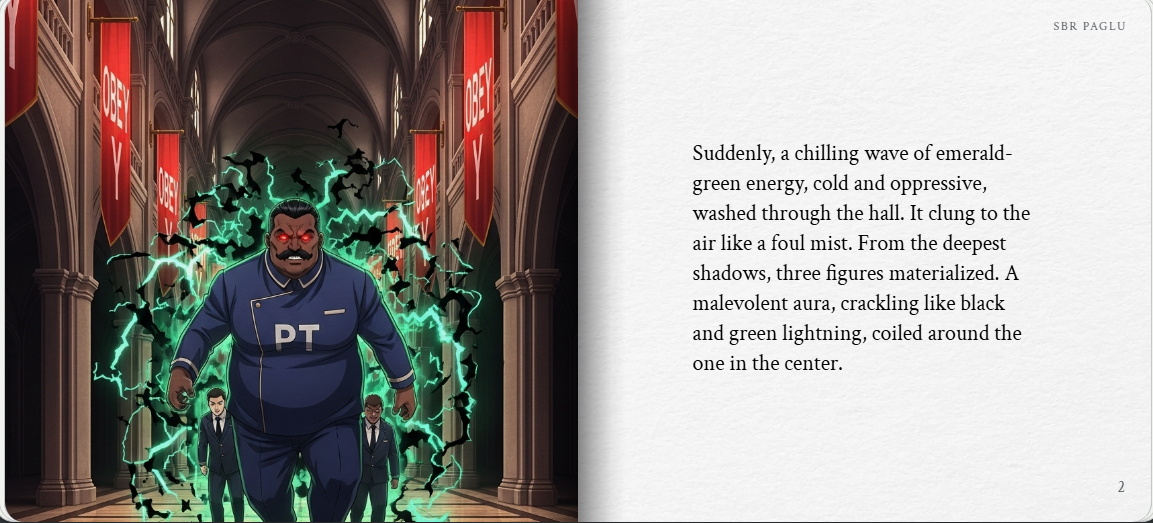 Y
OBEY
Y
OBEY
Y
OBEY
OBEY
Y
PT
SBR PAGLU
Suddenly, a chilling wave of emerald-
green energy, cold and oppressive,
washed through the hall. It clung to the
air like a foul mist. From the deepest
shadows, three figures materialized. A
malevolent aura, crackling like black
and green lightning, coiled around the
one in the center.
2